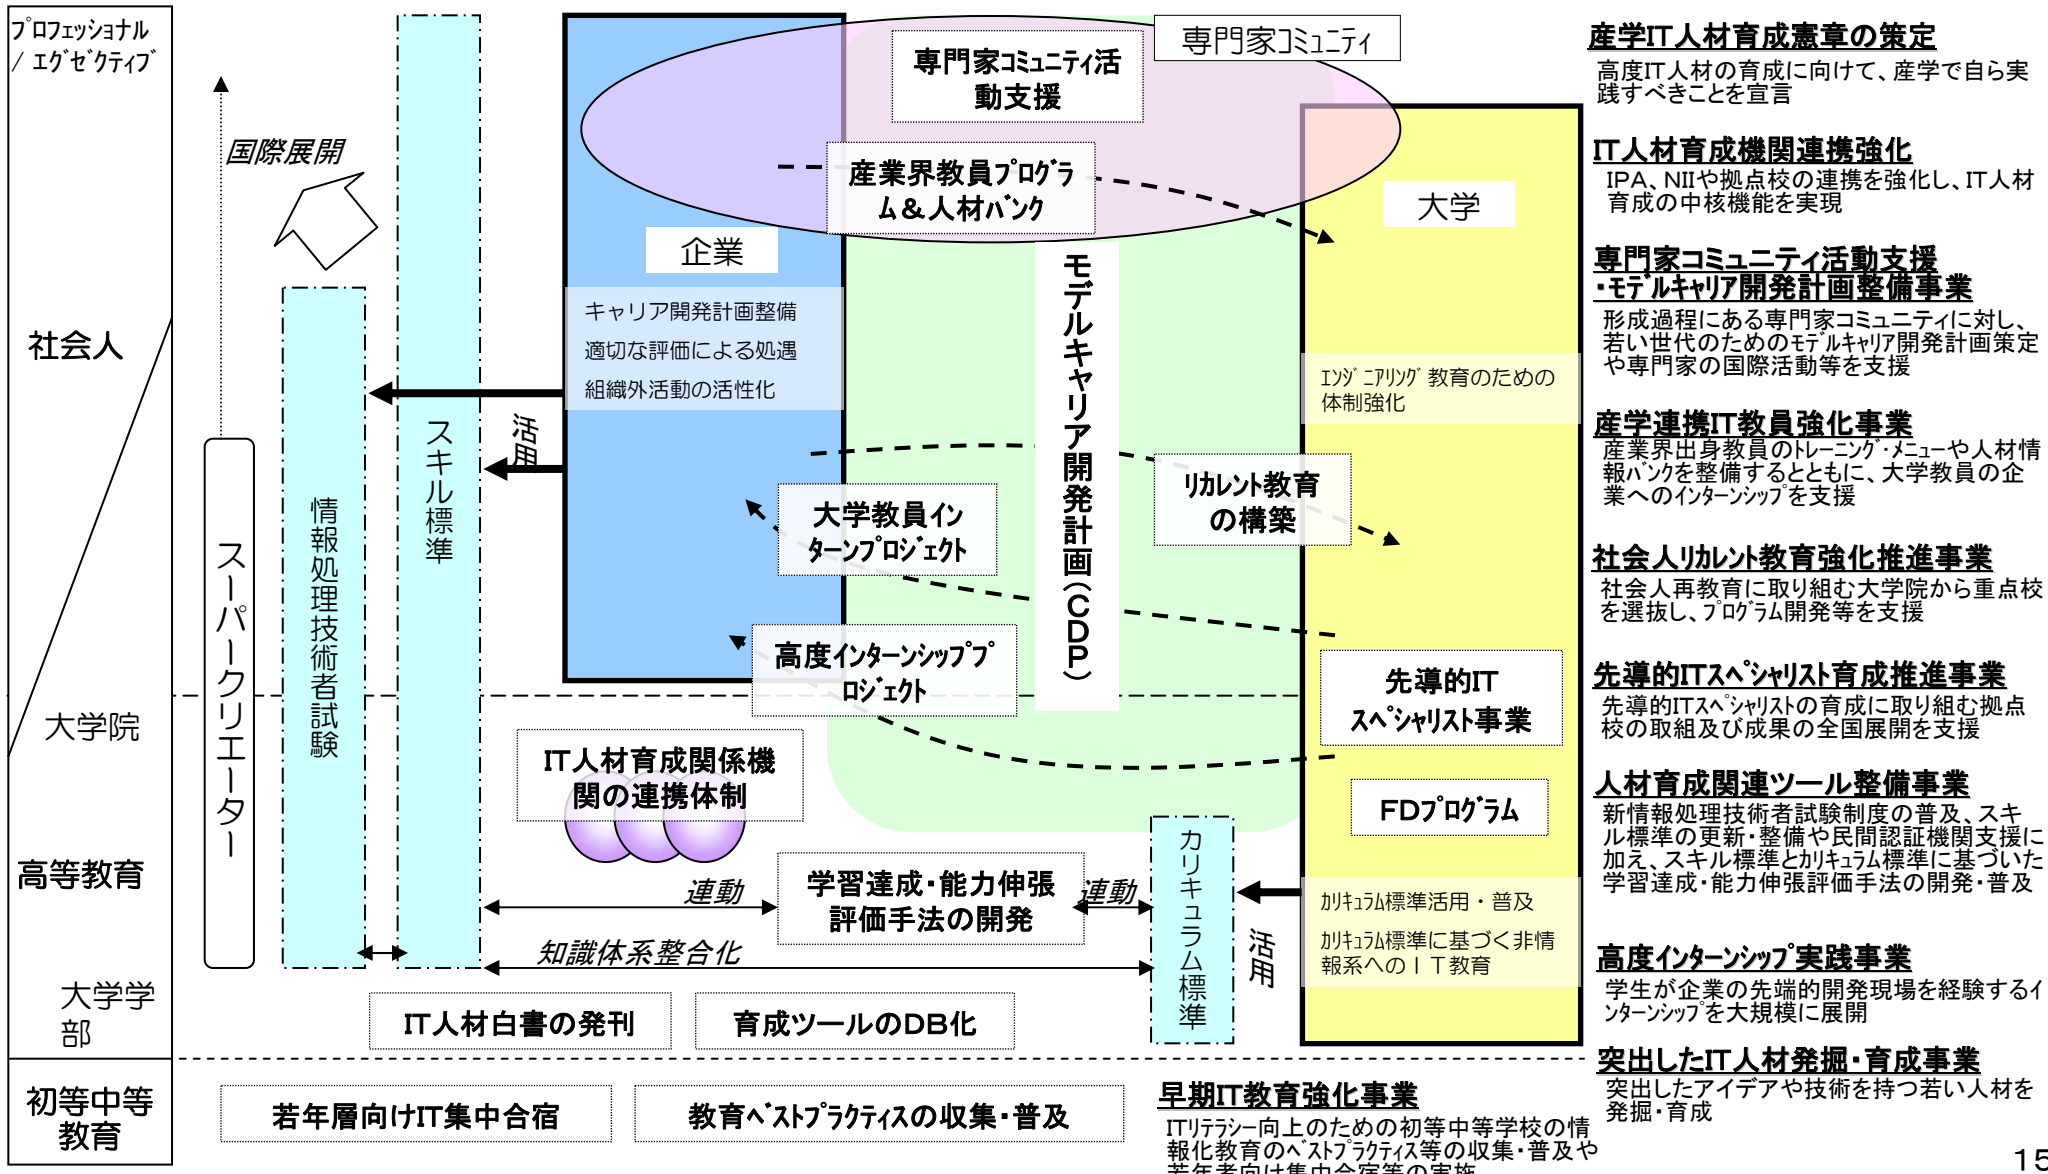 プロフェッショナル
/ エグゼクティブ
社会人
大学院
高等教育
大学学
部
初等中等
教育
国際展開
スーパークリエーター
情報処理技術者試験
スキル標準
活用
企業
キャリア開発計画整備
適切な評価による処遇
組織外活動の活性化
専門家コミュニティ活
動支援
専門家コミュニティ
産業界教員プログラ
ム＆人材バンク
モデルキャリア開発計画(CDP)
大学
エンジニアリング教育のための
体制強化
リカレント教育
の構築
大学教員イン
ターンプロジェクト
高度インターンシッププ
ロジェクト
先導的IT
スペシャリスト事業
FDプログラム
IT人材育成関係機
関の連携体制
連動
学習達成・能力伸張
評価手法の開発
連動
知識体系整合化
カリキュラム標準
活用
カリキュラム標準活用・普及
カリキュラム標準に基づく非情
報系へのＩＴ教育
IT人材白書の発刊
育成ツールのDB化
若年層向けIT集中合宿
教育ベストプラクティスの収集・普及
産学IT人材育成憲章の策定
高度IT人材の育成に向けて、産学で自ら実
践すべきことを宣言
IT人材育成機関連携強化
IPA、NIIや拠点校の連携を強化し、IT人材
育成の中核機能を実現
専門家コミュニティ活動支援
・モデルキャリア開発計画整備事業
形成過程にある専門家コミュニティに対し、
若い世代のためのモデルキャリア開発計画策定
や専門家の国際活動等を支援
産学連携IT教員強化事業
産業界出身教員のトレーニング・メニューや人材情
報バンクを整備するとともに、大学教員の企
業へのインターンシップを支援
社会人リカレント教育強化推進事業
社会人再教育に取り組む大学院から重点校
を選抜し、プログラム開発等を支援
先導的ITスペシャリスト育成推進事業
先導的ITスペシャリストの育成に取り組む拠点
校の取組及び成果の全国展開を支援
人材育成関連ツール整備事業
新情報処理技術者試験制度の普及、スキ
ル標準の更新・整備や民間認証機関支援に
加え、スキル標準とカリキュラム標準に基づいた
学習達成・能力伸張評価手法の開発・普及
高度インターンシップ実践事業
学生が企業の先端的開発現場を経験するイ
ンターンシップを大規模に展開
突出したIT人材発掘・育成事業
突出したアイデアや技術を持つ若い人材を
発掘・育成
早期IT教育強化事業
ITリテラシー向上のための初等中等学校の情
報化教育のベストプラクティス等の収集・普及や
若年者向け集中合宿等の実施
15